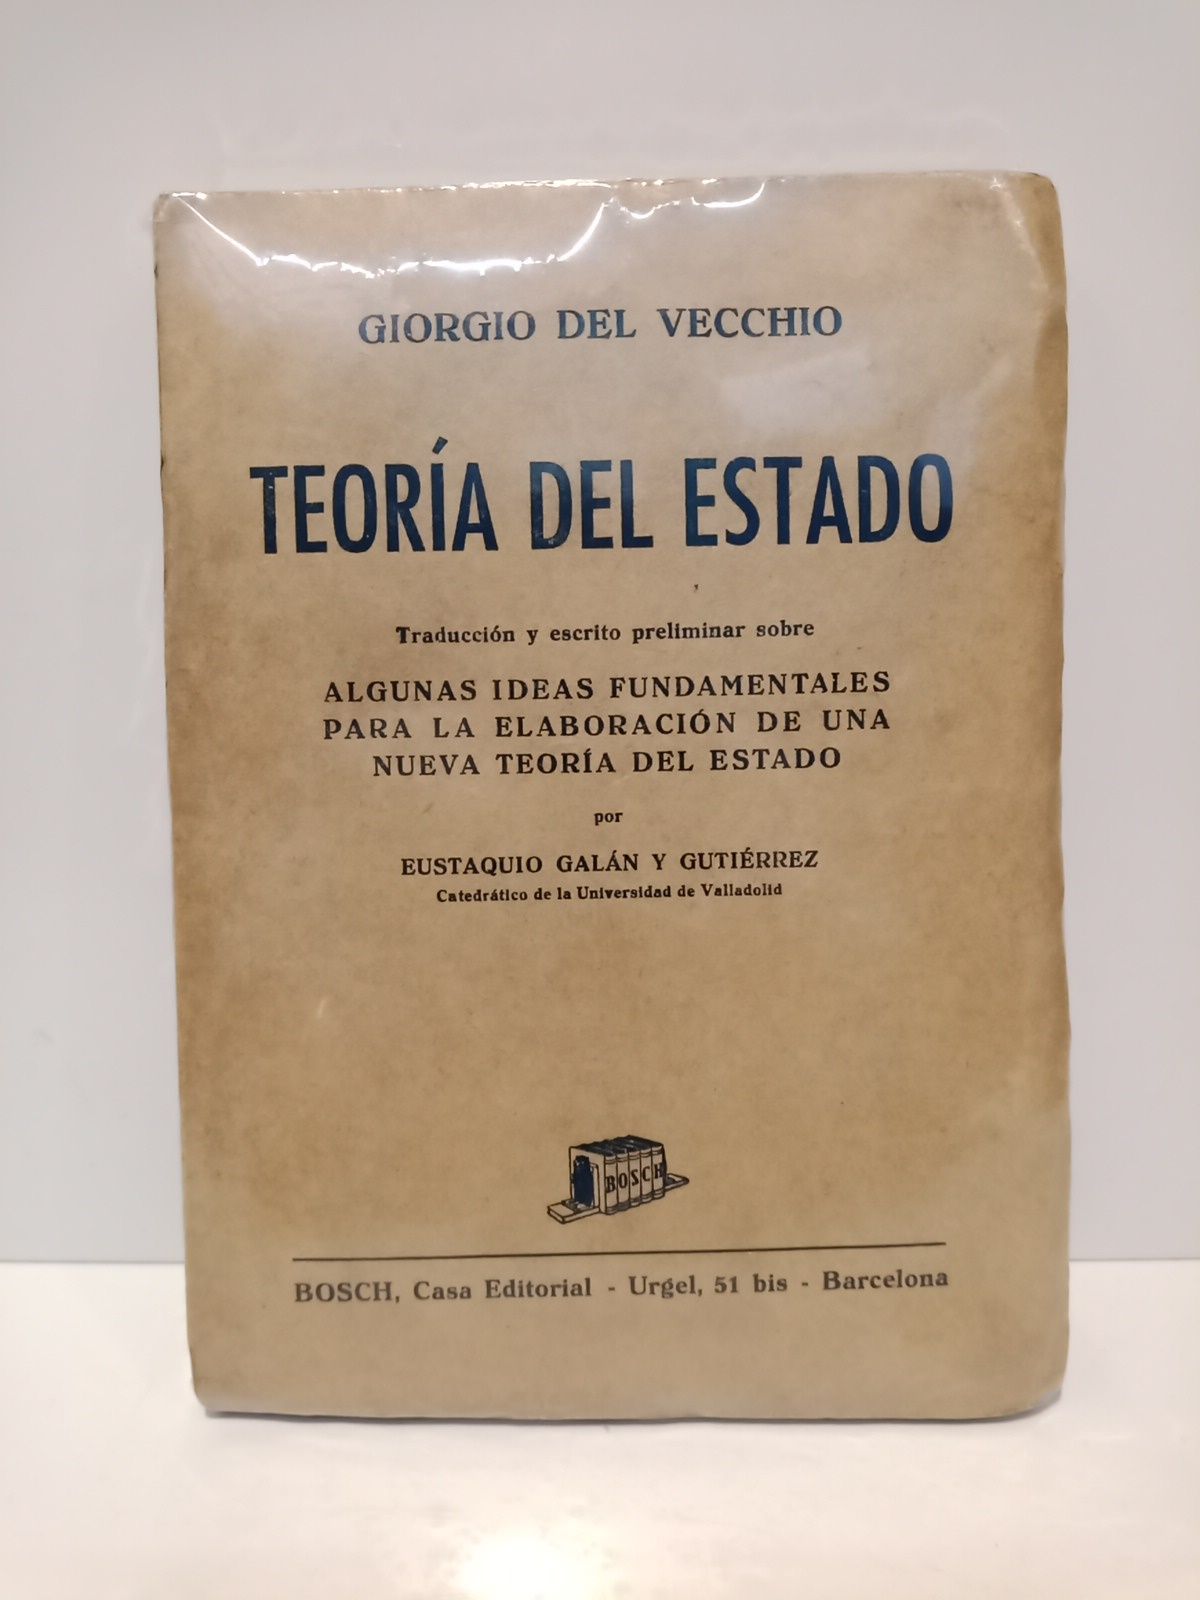 GIORGIO DEL VECCHIO
TEORÍA DEL ESTADO
Traducción y escrito preliminar sobre
ALGUNAS IDEAS FUNDAMENTALES
PARA LA ELABORACIÓN DE UNA
NUEVA TEORÍA DEL ESTADO
por
EUSTAQUIO GALÁN Y GUTIÉRREZ
Catedrático de la Universidad de Valladolid
BOSCH
BOSCH, Casa Editorial - Urgel, 51 bis - Barcelona